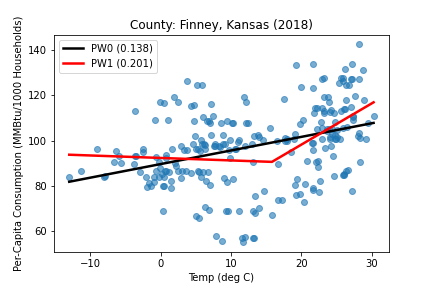 County: Finney, Kansas (2018)
PW0 (0.138)
PW1 (0.201)
Per-Capita Consumption (MMBtu/1000 Households)
140
120
100
80
60
−10 0 10 20 30
Temp (deg C)